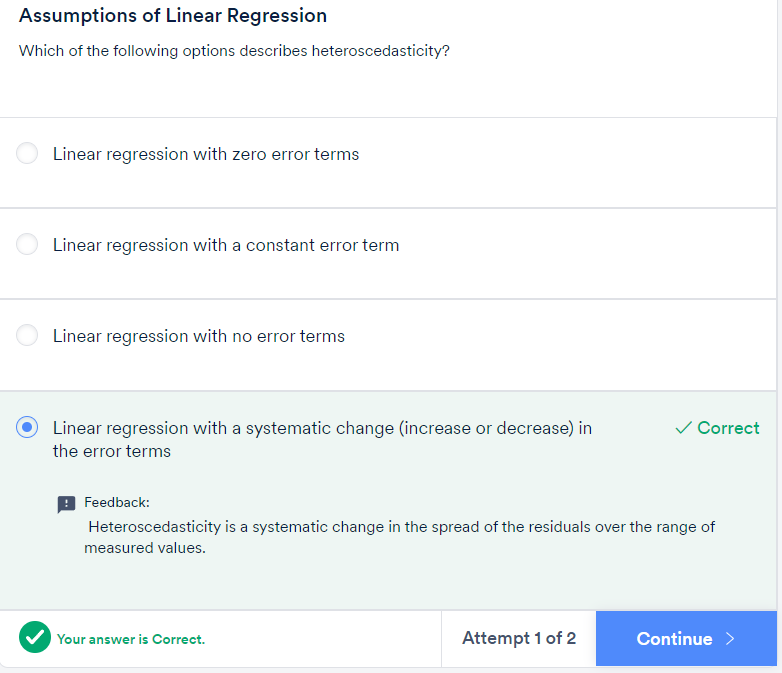 Assumptions of Linear Regression
Which of the following options describes heteroscedasticity?
Linear regression with zero error terms
Linear regression with a constant error term
Linear regression with no error terms
Linear regression with a systematic change (increase or decrease) in
the error terms
Correct
Feedback:
Heteroscedasticity is a systematic change in the spread of the residuals over the range of
measured values.
Your answer is Correct.
Attempt 1 of 2
Continue